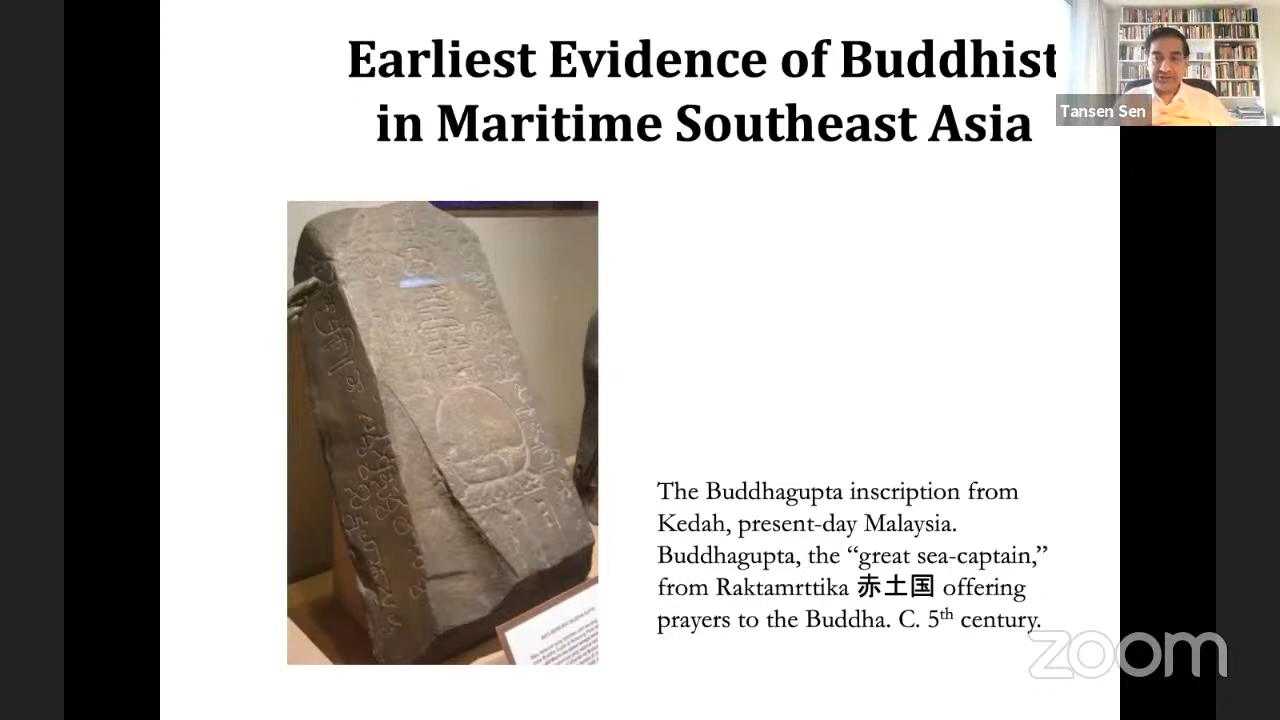 Earliest Evidence of Buddhist
in Maritime Southeast Asia
Tansen Sen
The Buddhagupta inscription from
Kedah, present-day Malaysia.
Buddhagupta, the “great sea-captain,”
from Raktamrttika 赤土国 offering
prayers to the Buddha. C. 5th century.
zoom